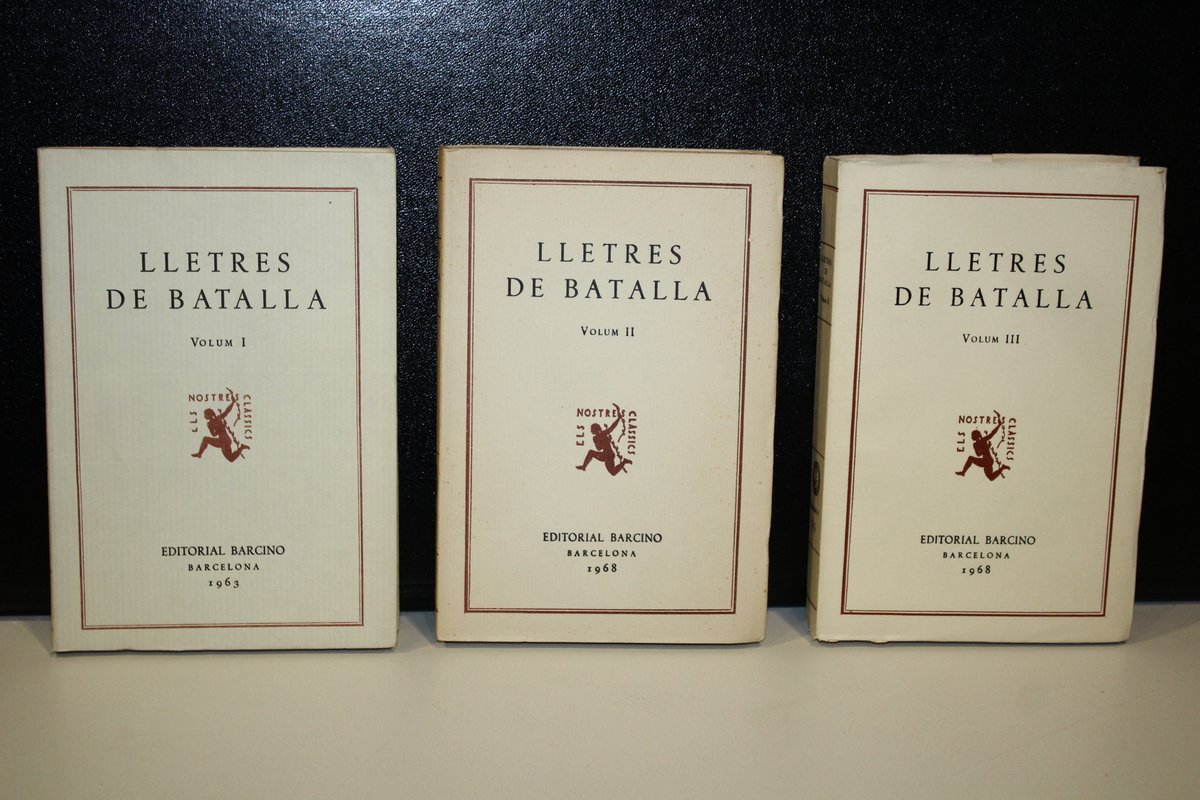 LLETRES
DE BATALLA
VOLUM I
ELS NOSTRES CLASSICS
EDITORIAL BARCINO
BARCELONA
1963
LLETRES
DE BATALLA
VOLUM II
ELS NOSTRES CLASSICS
EDITORIAL BARCINO
BARCELONA
1968
LLETRES
DE BATALLA
VOLUM III
ELS NOSTRES CLASSICS
EDITORIAL BARCINO
BARCELONA
1968